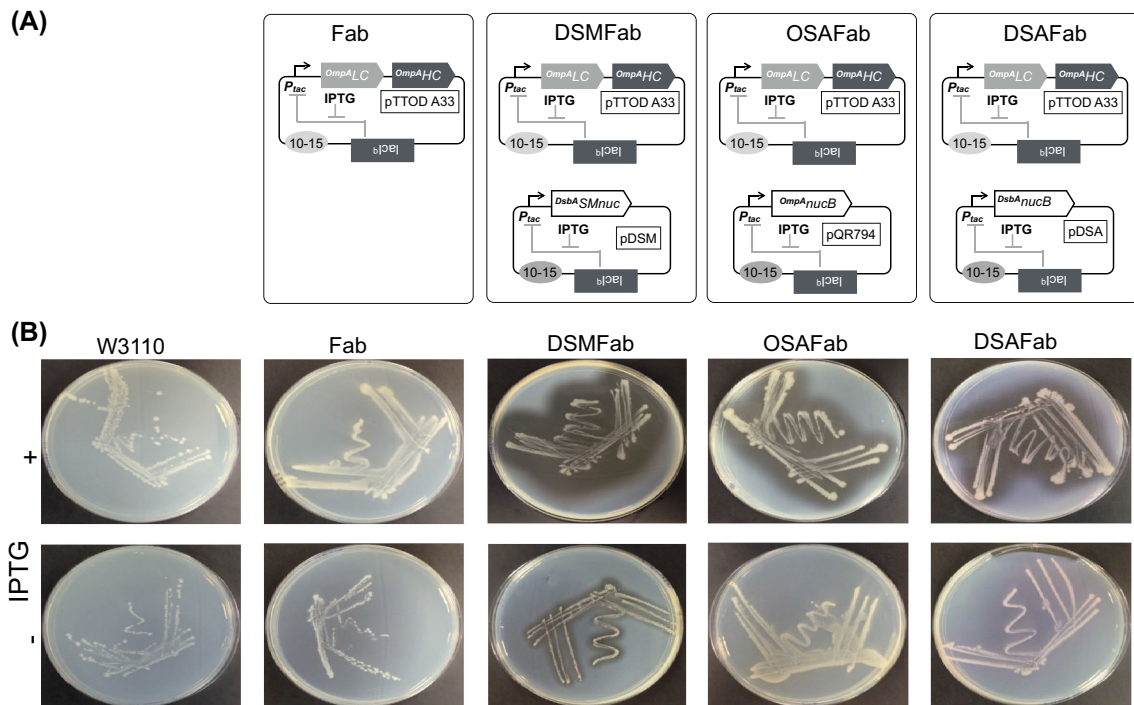 (A)
Fab
DSMFab
OSAFab
DSAFab
OmpALC OmpAHC
Ptac
IPTG
pTTOD A33
10-15
lacIq
OmpALC OmpAHC
Ptac
IPTG
pTTOD A33
10-15
lacIq
OmpALC OmpAHC
Ptac
IPTG
pTTOD A33
10-15
lacIq
OmpALC OmpAHC
Ptac
IPTG
pTTOD A33
10-15
lacIq
DsbASMnuc
Ptac
IPTG
pDSM
10-15
lacIq
OmpAnucB
Ptac
IPTG
pQR794
10-15
lacIq
DsbAnucB
Ptac
IPTG
pDSA
10-15
lacIq
(B)
W3110
Fab
DSMFab
OSAFab
DSAFab
+
IPTG
-